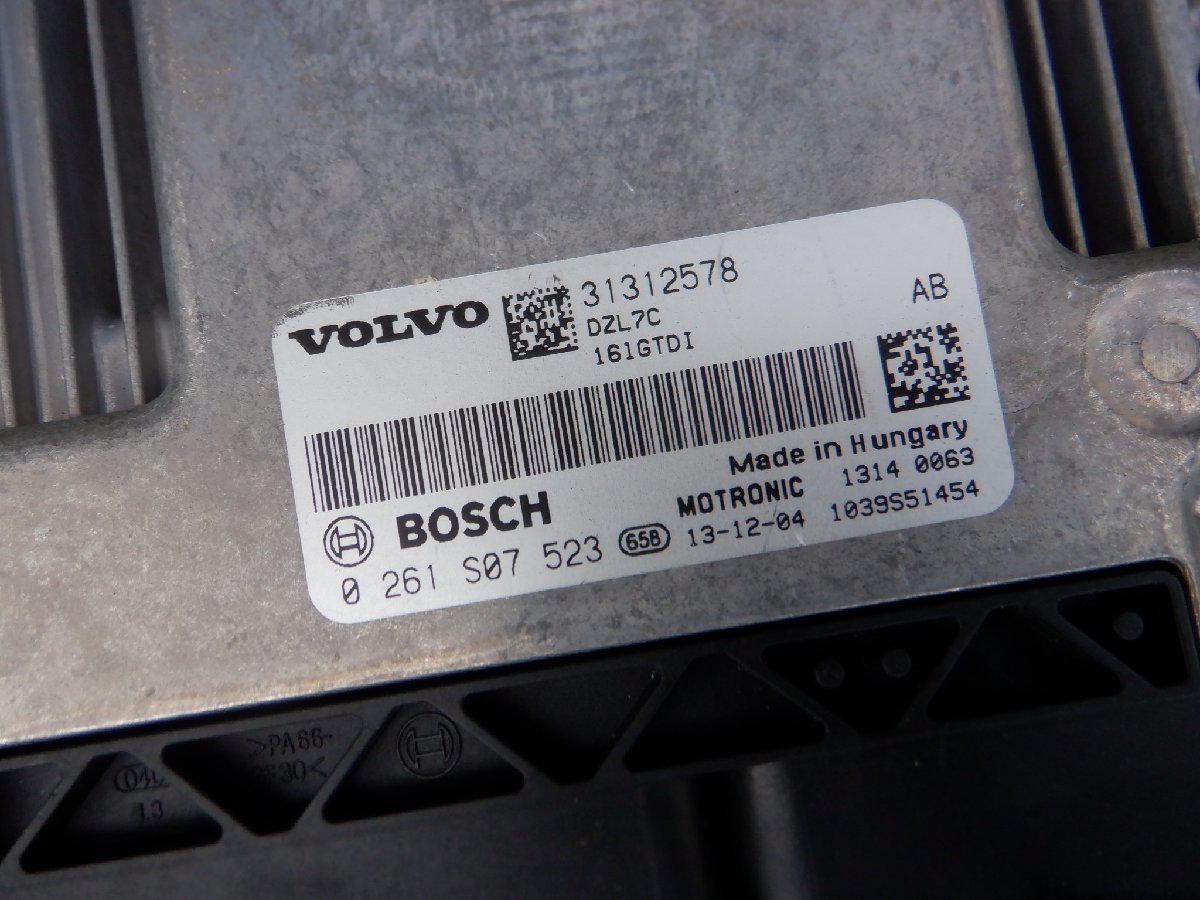 VOLVO
31312578
AB
DZL7C
161GTDI
Made in Hungary
BOSCH
MOTRONIC
1314 0063
0 261 S07 523
65B
13-12-04
1039S51454
>PA66-
30<
13